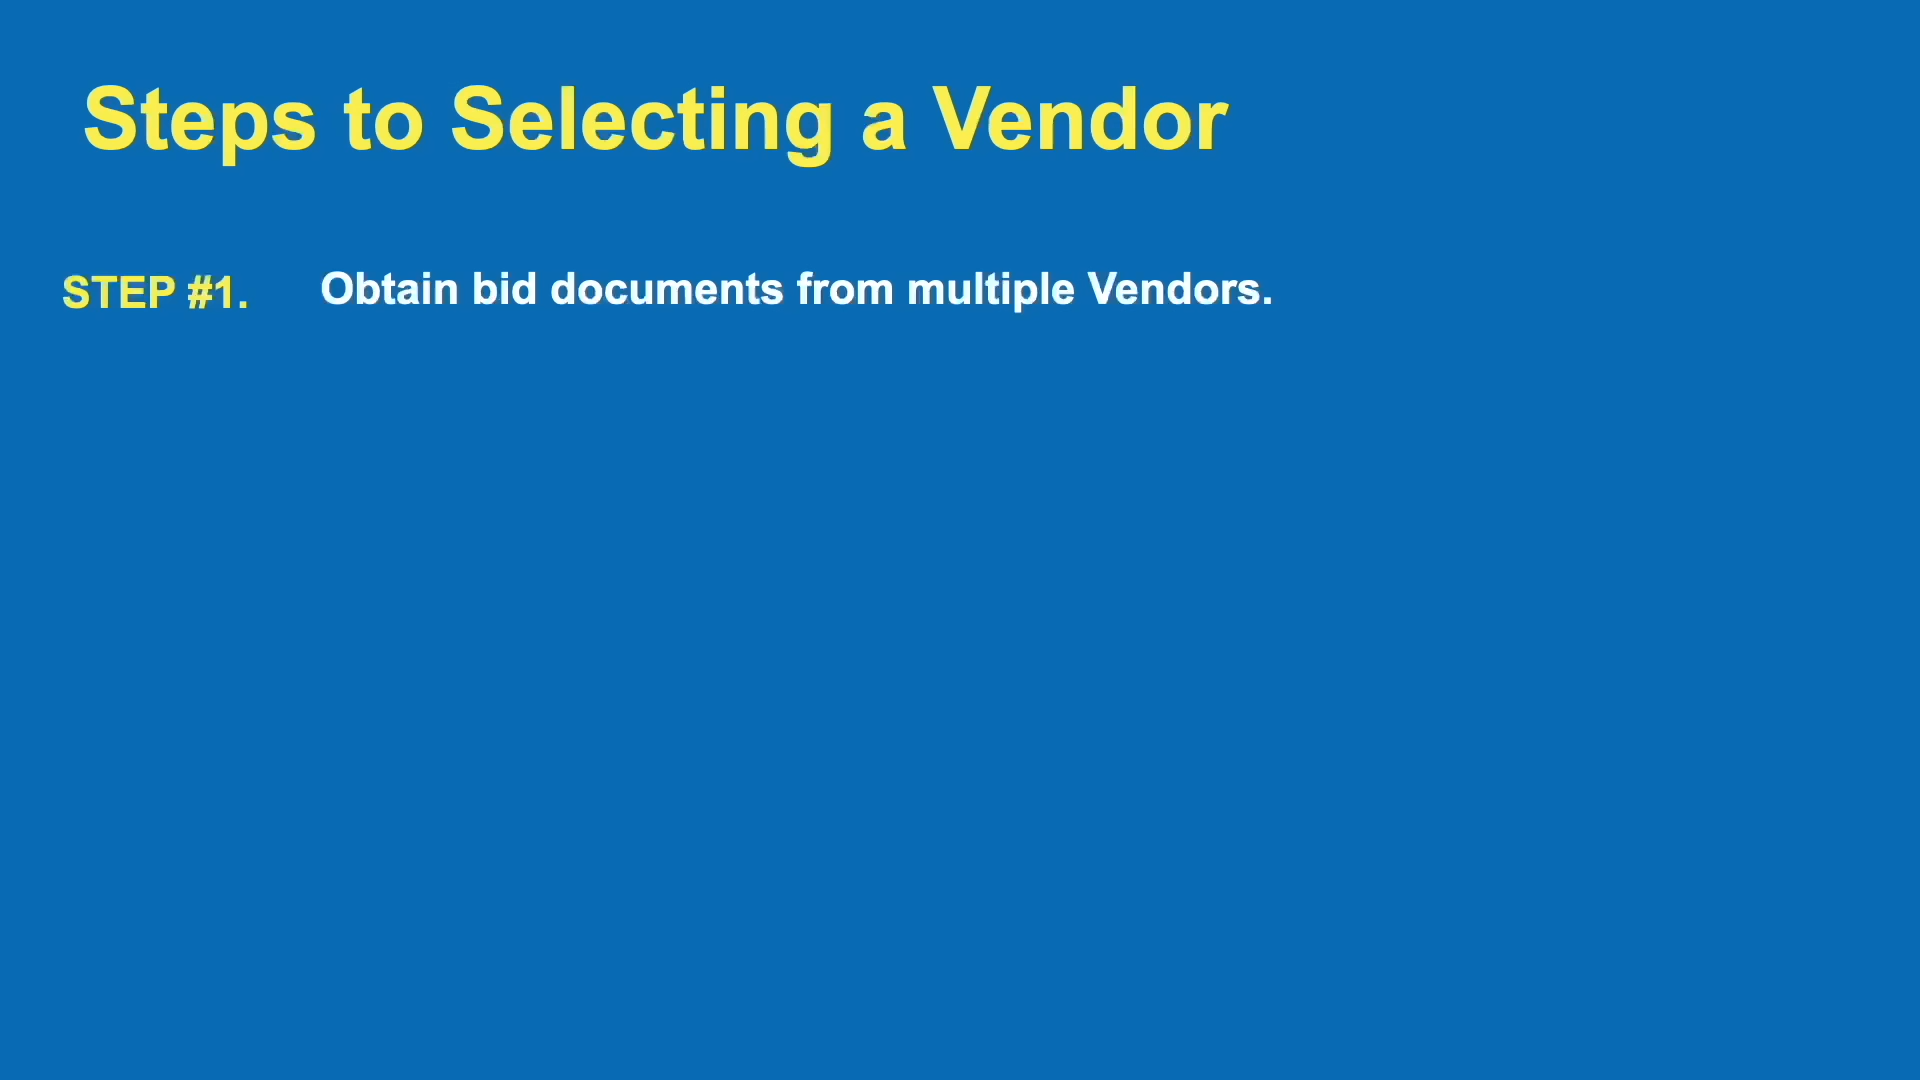 Steps to Selecting a Vendor
STEP #1. Obtain bid documents from multiple Vendors.